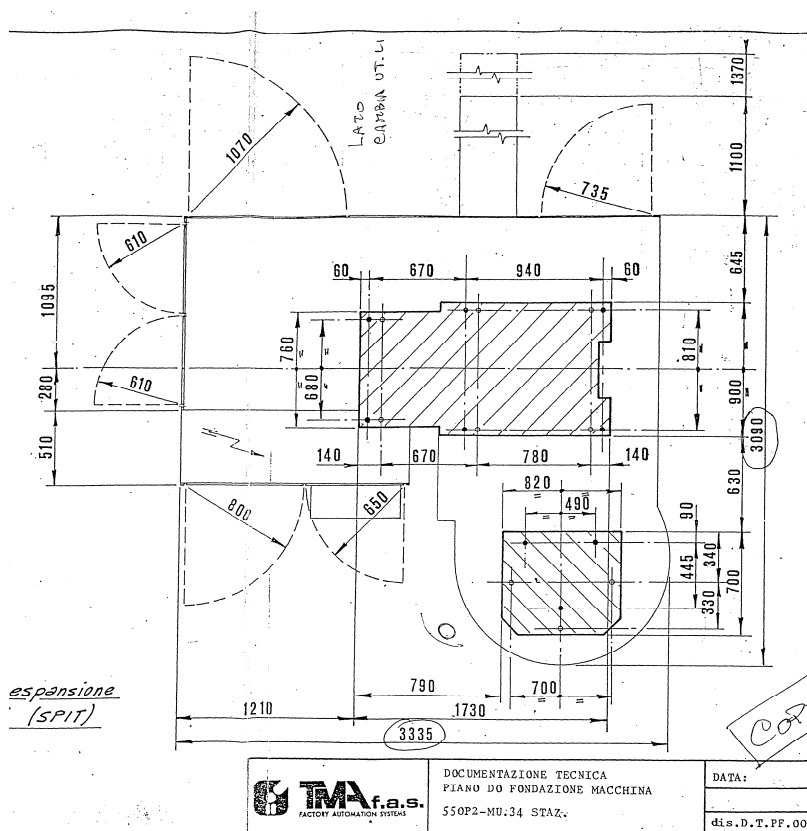 LATO
CAMBIA UT.LI
1370
1070
1100
735
610
1095
60
670
940
60
645
760
680
810
280
610
900
3090
510
140
670
780
140
630
820
490
90
800
650
445
340
330
700
O
790
700
espansione
(SPIT)
1210
1730
3335
COP
TMA f.a.s.
FACTORY AUTOMATION SYSTEMS
DOCUMENTAZIONE TECNICA
PIANO DO FONDAZIONE MACCHINA
550P2-MU.34 STAZ.
DATA:
dis.D.T.PF.00